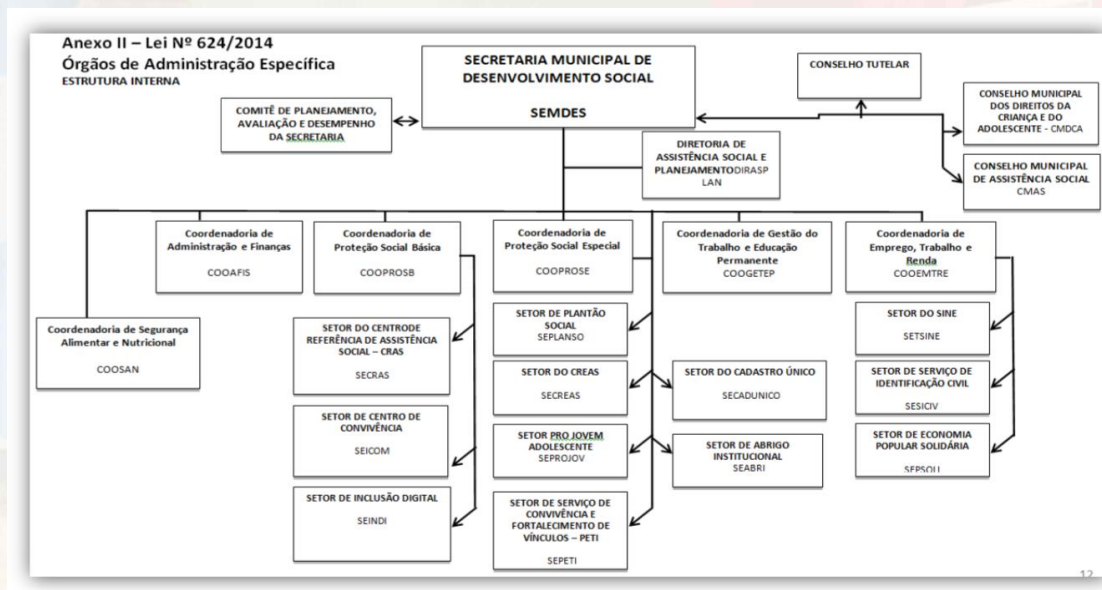 Anexo II – Lei Nº 624/2014
Órgãos de Administração Específica
ESTRUTURA INTERNA
SECRETARIA MUNICIPAL DE
DESENVOLVIMENTO SOCIAL
SEMDES
CONSELHO TUTELAR
COMITÊ DE PLANEJAMENTO,
AVALIAÇÃO E DESEMPENHO
DA SECRETARIA
CONSELHO MUNICIPAL
DOS DIREITOS DA
CRIANÇA E DO
ADOLESCENTE - CMDCA
DIRETORIA DE
ASSISTÊNCIA SOCIAL E
PLANEJAMENTODIRASP
LAN
CONSELHO MUNICIPAL
DE ASSISTÊNCIA SOCIAL
CMAS
Coordenadoria de
Administração e Finanças
COOAFIS
Coordenadoria de
Proteção Social Básica
COOPROSB
Coordenadoria de
Proteção Social Especial
COOPROSE
Coordenadoria de Gestão do
Trabalho e Educação
Permanente
COOGETEP
Coordenadoria de
Emprego, Trabalho e
Renda
COOEMTRE
Coordenadoria de Segurança
Alimentar e Nutricional
COOSAN
SETOR DO CENTRODE
REFERÊNCIA DE ASSISTÊNCIA
SOCIAL – CRAS
SECRAS
SETOR DE CENTRO DE
CONVIVÊNCIA
SEICOM
SETOR DE INCLUSÃO DIGITAL
SEINDI
SETOR DE PLANTÃO
SOCIAL
SEPLANSO
SETOR DO CREAS
SECREAS
SETOR PRO JOVEM
ADOLESCENTE
SEPROJOV
SETOR DE SERVIÇO DE
CONVIVÊNCIA E
FORTALECIMENTO DE
VÍNCULOS – PETI
SEPETI
SETOR DO CADASTRO ÚNICO
SECADUNICO
SETOR DE ABRIGO
INSTITUCIONAL
SEABRI
SETOR DO SINE
SETSINE
SETOR DE SERVIÇO DE
IDENTIFICAÇÃO CIVIL
SESICIV
SETOR DE ECONOMIA
POPULAR SOLIDÁRIA
SEPSOLI
12